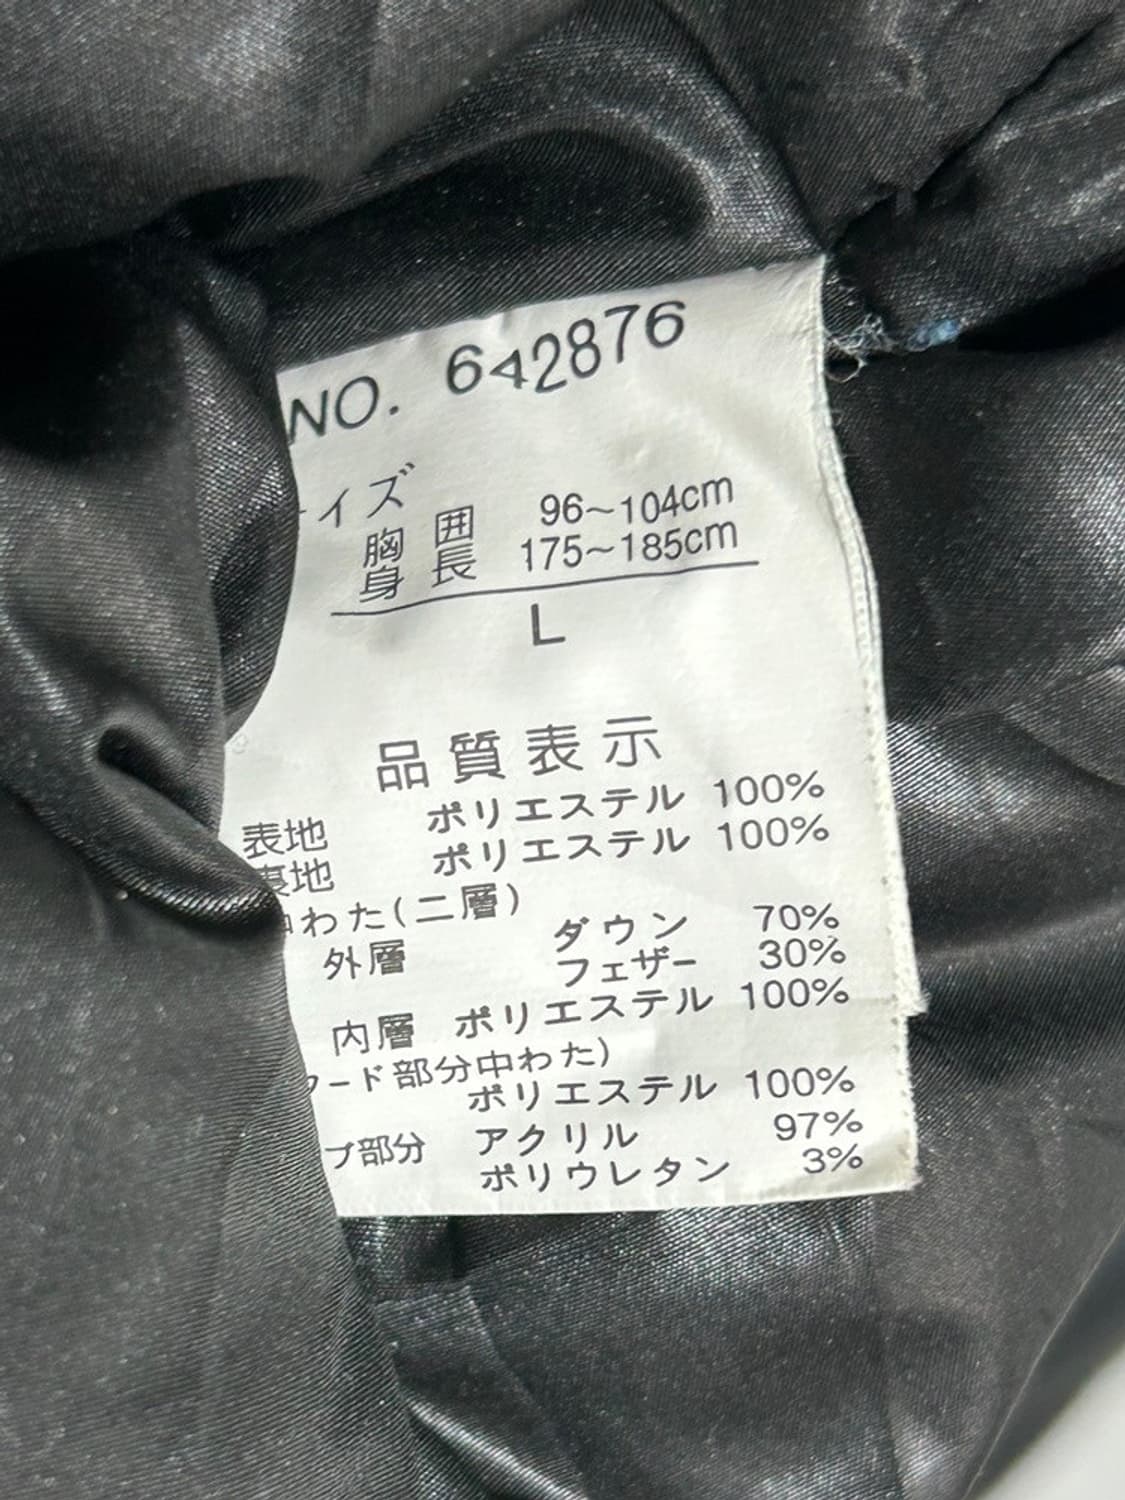 NO. 642876
イズ
胸囲 96～104cm
身長 175～185cm
L
品質表示
表地 ポリエステル 100%
裏地 ポリエステル 100%
わた(二層)
外層 ダウン 70%
フェザー 30%
内層 ポリエステル 100%
フード部分中わた)
ポリエステル 100%
ブ部分 アクリル 97%
ポリウレタン 3%